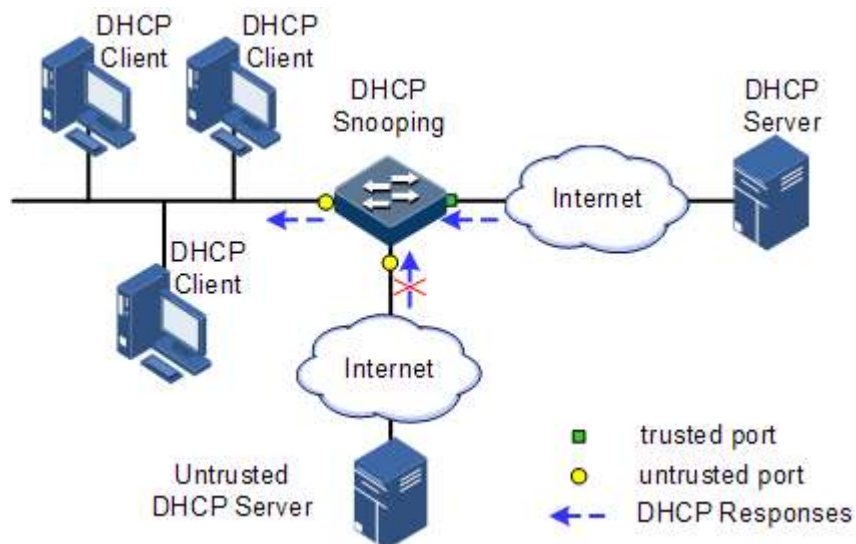 DHCP
Client
DHCP
Client
DHCP
Snooping
DHCP
Server
Internet
DHCP
Client
Internet
Untrusted
DHCP Server
trusted port
untrusted port
DHCP Responses